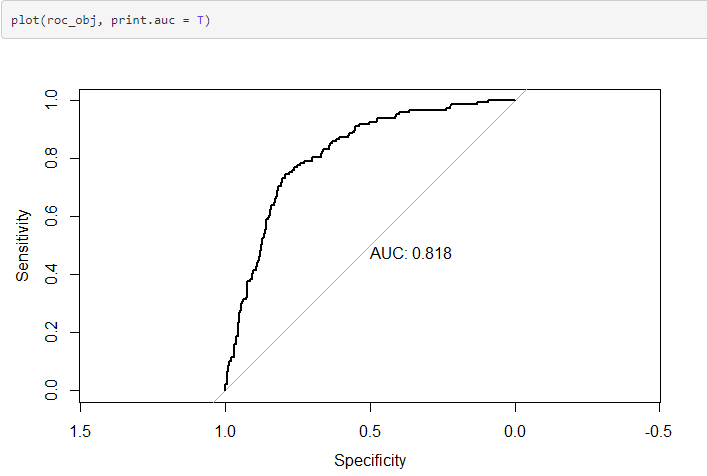 plot(roc_obj, print.auc = T)
1.0
0.8
0.6
0.4
0.2
0.0
Sensitivity
AUC: 0.818
1.5 1.0 0.5 0.0 -0.5
Specificity